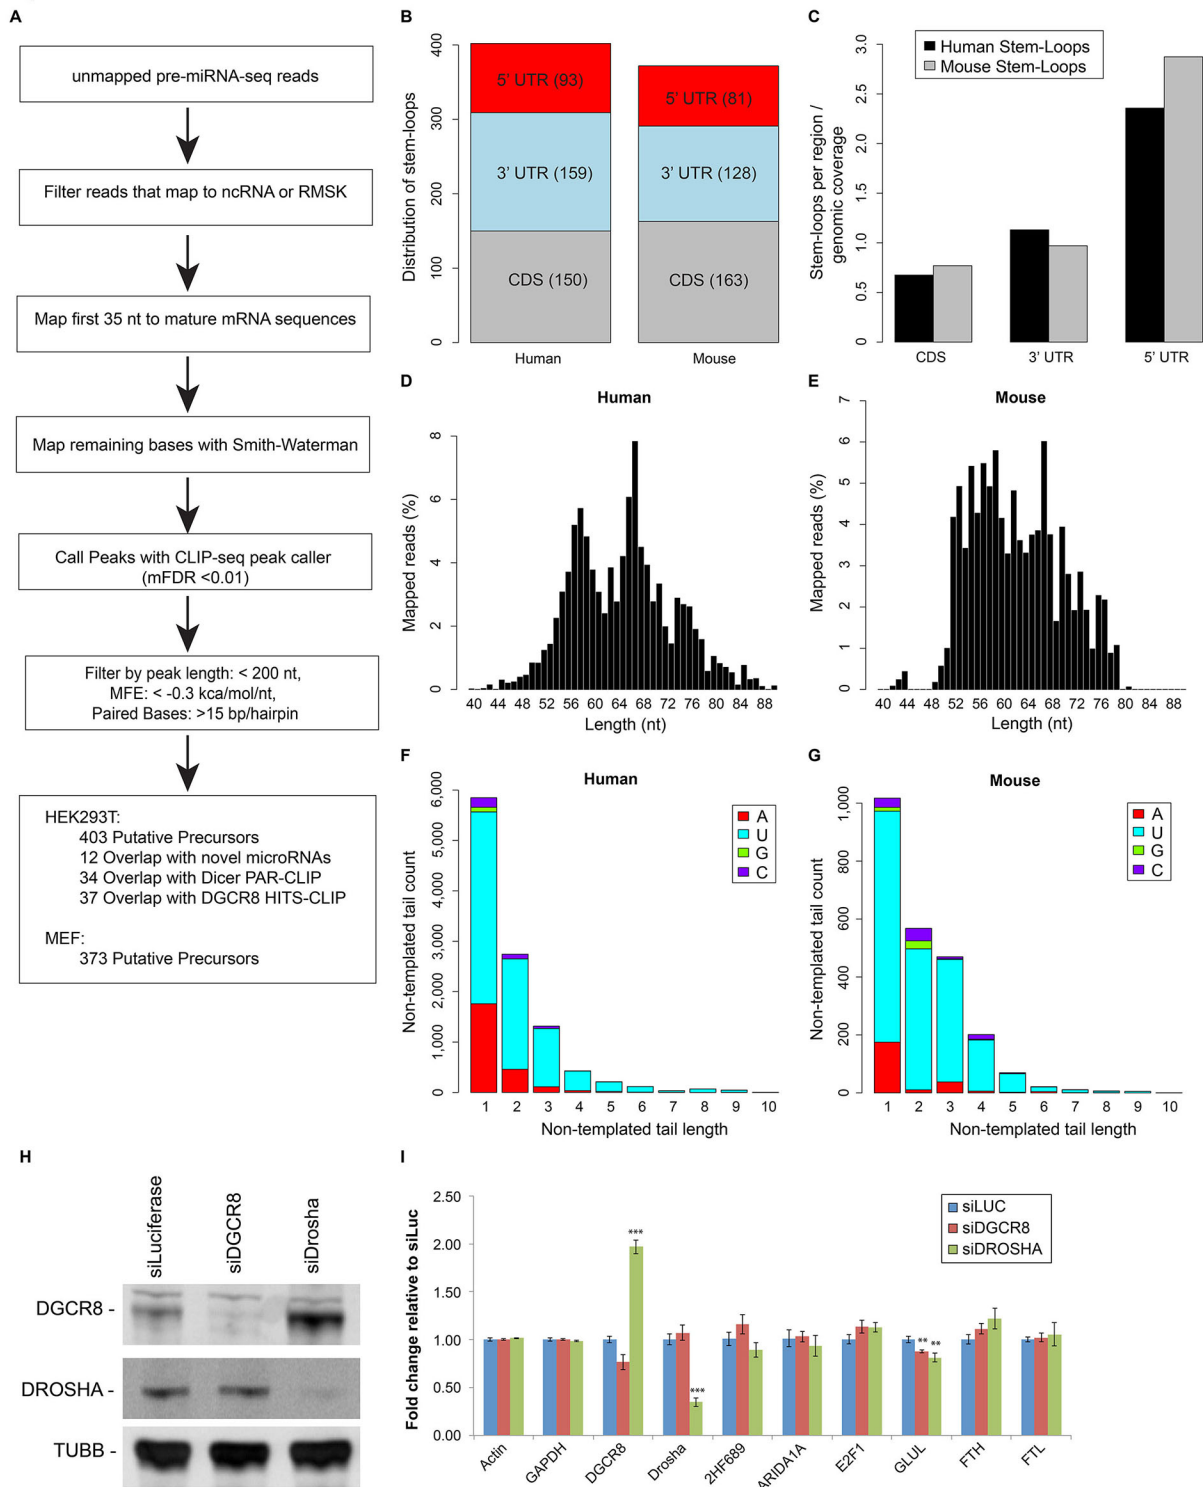 A
unmapped pre-miRNA-seq reads
Filter reads that map to ncRNA or RMSK
Map first 35 nt to mature mRNA sequences
Map remaining bases with Smith-Waterman
Call Peaks with CLIP-seq peak caller
(mFDR <0.01)
Filter by peak length: < 200 nt,
MFE: < -0.3 kca/mol/nt,
Paired Bases: >15 bp/hairpin
HEK293T:
403 Putative Precursors
12 Overlap with novel microRNAs
34 Overlap with Dicer PAR-CLIP
37 Overlap with DGCR8 HITS-CLIP
MEF:
373 Putative Precursors
B
Distribution of stem-loops
400
300
200
100
0
5' UTR (93)
3' UTR (159)
CDS (150)
5' UTR (81)
3' UTR (128)
CDS (163)
Human
Mouse
C
Stem-loops per region /
genomic coverage
3.0
2.5
2.0
1.5
1.0
0.5
0.0
Human Stem-Loops
Mouse Stem-Loops
CDS
3' UTR
5' UTR
D
Human
Mapped reads (%)
8
6
4
2
0
40 44 48 52 56 60 64 68 72 76 80 84 88
Length (nt)
E
Mouse
Mapped reads (%)
7
6
5
4
3
2
1
0
40 44 48 52 56 60 64 68 72 76 80 84 88
Length (nt)
F
Human
Non-templated tail count
6,000
5,000
4,000
3,000
2,000
1,000
0
A
U
G
C
1 2 3 4 5 6 7 8 9 10
Non-templated tail length
G
Mouse
Non-templated tail count
1,000
800
600
400
200
0
A
U
G
C
1 2 3 4 5 6 7 8 9 10
Non-templated tail length
H
siLuciferase
siDGCR8
siDrosha
DGCR8 -
DROSHA -
TUBB -
I
Fold change relative to siLuc
2.50
2.00
1.50
1.00
0.50
0.00
siLUC
siDGCR8
siDROSHA
***
***
** **
Actin
GAPDH
DGCR8
Drosha
2HF689
ARIDA1A
E2F1
GLUL
FTH
FTL